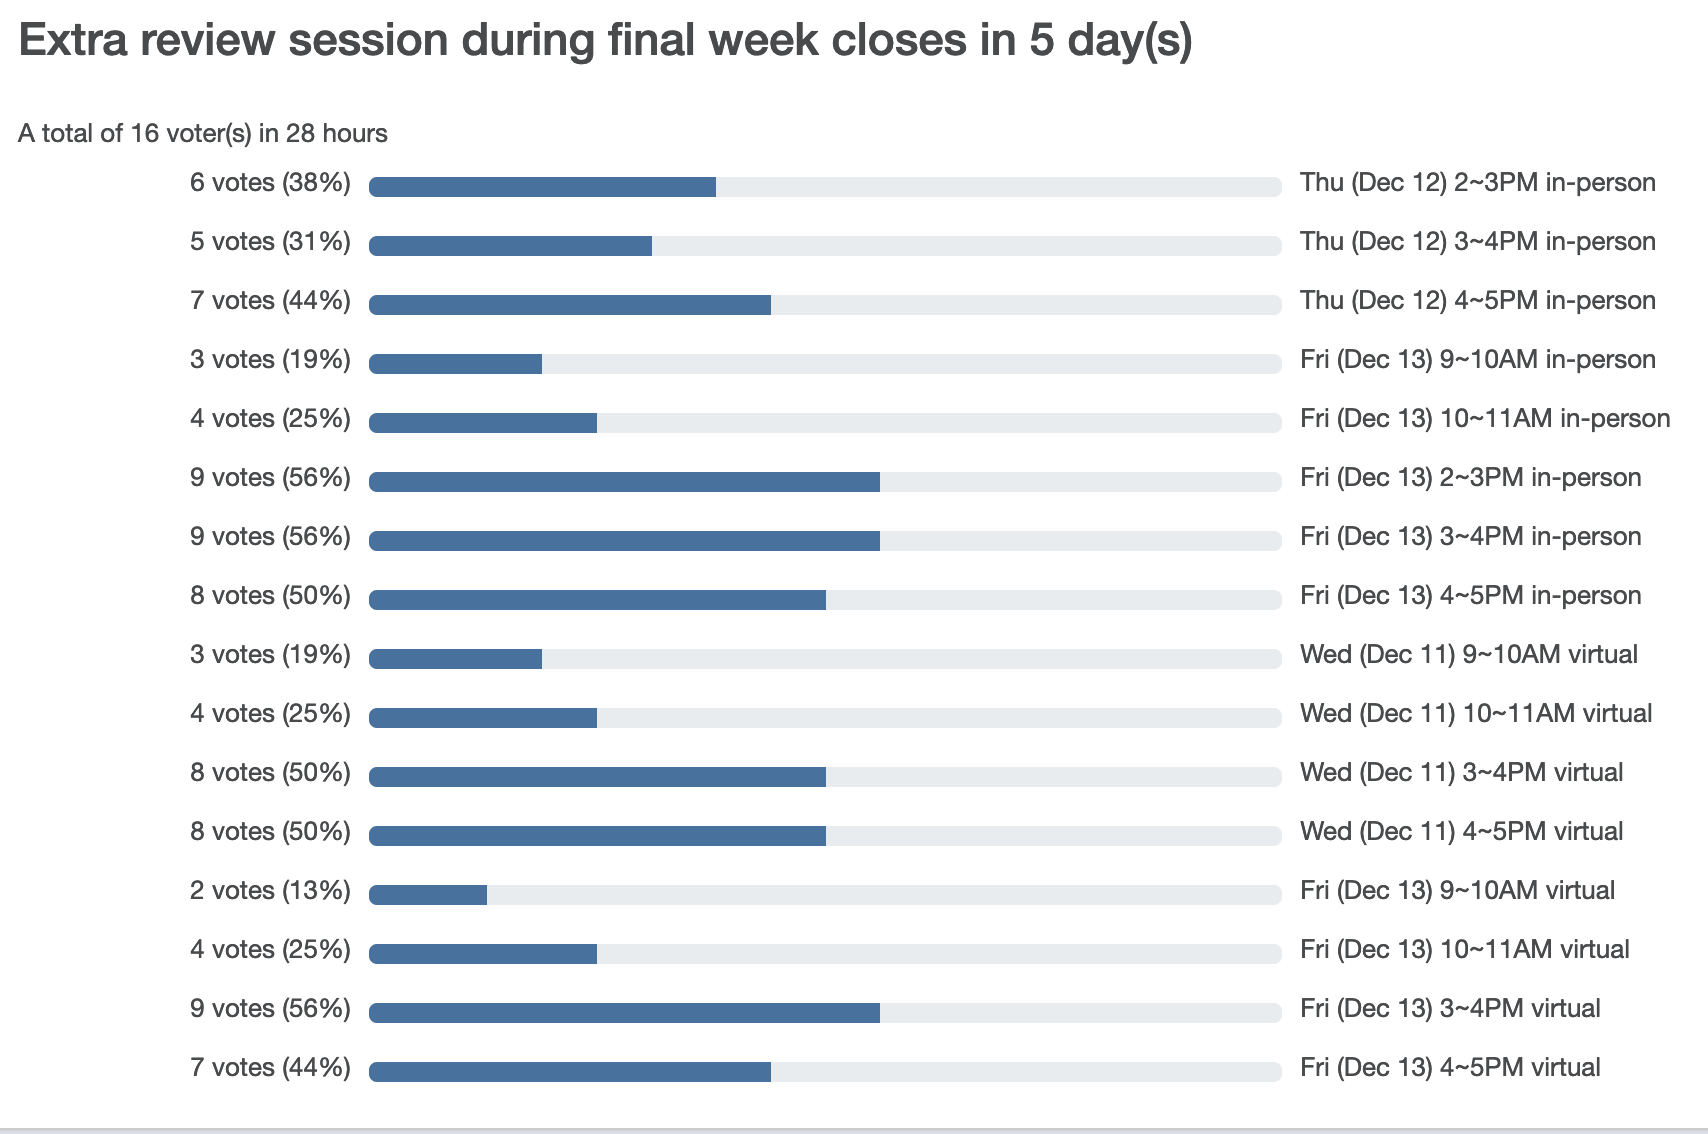 Extra review session during final week closes in 5 day(s)
A total of 16 voter(s) in 28 hours
6 votes (38%) Thu (Dec 12) 2~3PM in-person
5 votes (31%) Thu (Dec 12) 3~4PM in-person
7 votes (44%) Thu (Dec 12) 4~5PM in-person
3 votes (19%) Fri (Dec 13) 9~10AM in-person
4 votes (25%) Fri (Dec 13) 10~11AM in-person
9 votes (56%) Fri (Dec 13) 2~3PM in-person
9 votes (56%) Fri (Dec 13) 3~4PM in-person
8 votes (50%) Fri (Dec 13) 4~5PM in-person
3 votes (19%) Wed (Dec 11) 9~10AM virtual
4 votes (25%) Wed (Dec 11) 10~11AM virtual
8 votes (50%) Wed (Dec 11) 3~4PM virtual
8 votes (50%) Wed (Dec 11) 4~5PM virtual
2 votes (13%) Fri (Dec 13) 9~10AM virtual
4 votes (25%) Fri (Dec 13) 10~11AM virtual
9 votes (56%) Fri (Dec 13) 3~4PM virtual
7 votes (44%) Fri (Dec 13) 4~5PM virtual